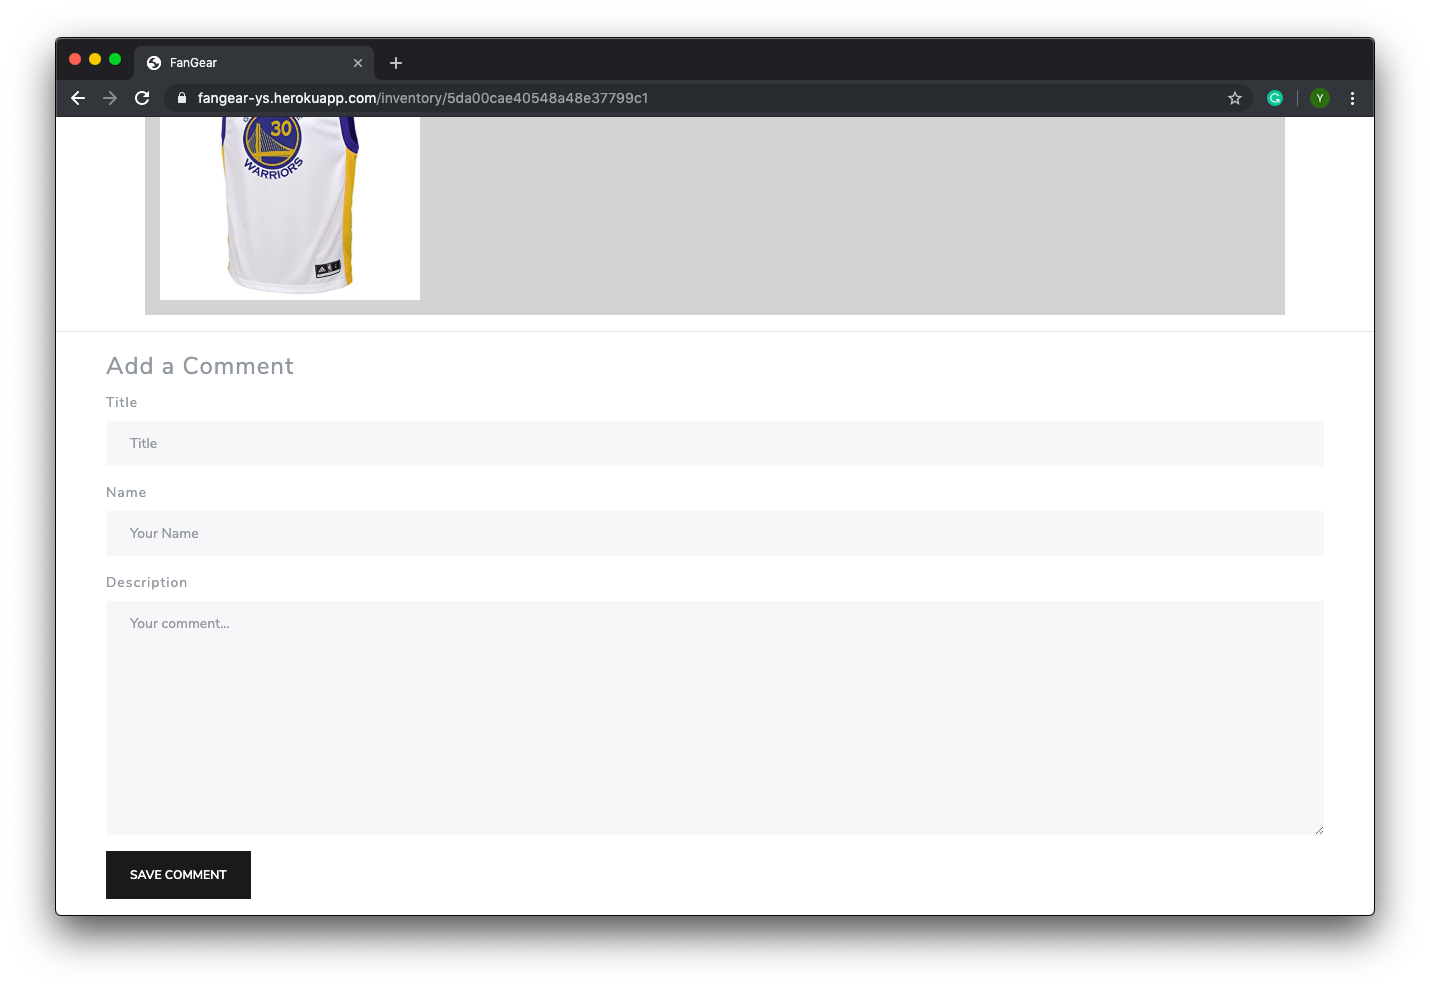 FanGear
fangear-ys.herokuapp.com/inventory/5da00cae40548a48e37799c1
G
Y
30
WARRIORS
Add a Comment
Title
Title
Name
Your Name
Description
Your comment...
SAVE COMMENT